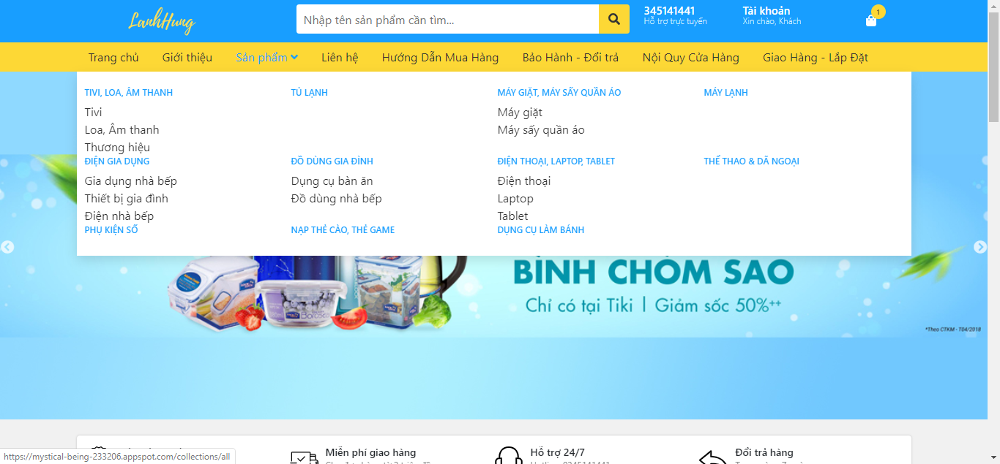 LanhHung
Nhập tên sản phẩm cần tìm...
345141441
Hỗ trợ trực tuyến
Tài khoản
Xin chào, Khách
1
Trang chủ Giới thiệu Sản phẩm Liên hệ Hướng Dẫn Mua Hàng Bảo Hành - Đổi trả Nội Quy Cửa Hàng Giao Hàng - Lắp Đặt
TIVI, LOA, ÂM THANH
Tivi
Loa, Âm thanh
Thương hiệu
TỦ LẠNH
MÁY GIẶT, MÁY SẤY QUẦN ÁO
Máy giặt
Máy sấy quần áo
MÁY LẠNH
ĐIỆN GIA DỤNG
Gia dụng nhà bếp
Thiết bị gia đình
Điện nhà bếp
ĐỒ DÙNG GIA ĐÌNH
Dụng cụ bàn ăn
Đồ dùng nhà bếp
ĐIỆN THOẠI, LAPTOP, TABLET
Điện thoại
Laptop
Tablet
THỂ THAO & DÃ NGOẠI
PHỤ KIỆN SỐ
NẠP THẺ CÀO, THẺ GAME
DỤNG CỤ LÀM BÁNH
BÌNH CHÒM SAO
Chỉ có tại Tiki | Giảm sốc 50%++
*Theo CTKM - T04/2018
Miễn phí giao hàng
Hỗ trợ 24/7
Đổi trả hàng
https://mystical-being-233206.appspot.com/collections/all